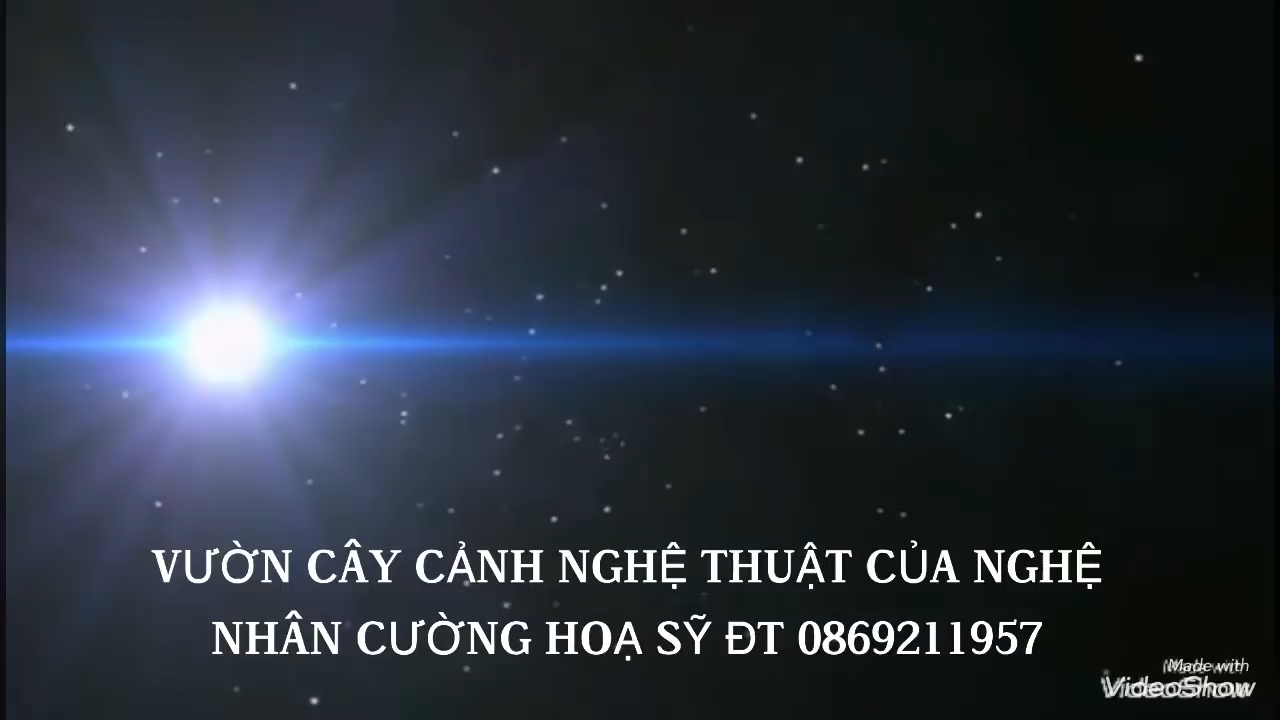 VƯỜN CÂY CẢNH NGHỆ THUẬT CỦA NGHỆ
NHÂN CƯỜNG HOẠ SỸ ĐT 0869211957
Made with
VideoShow